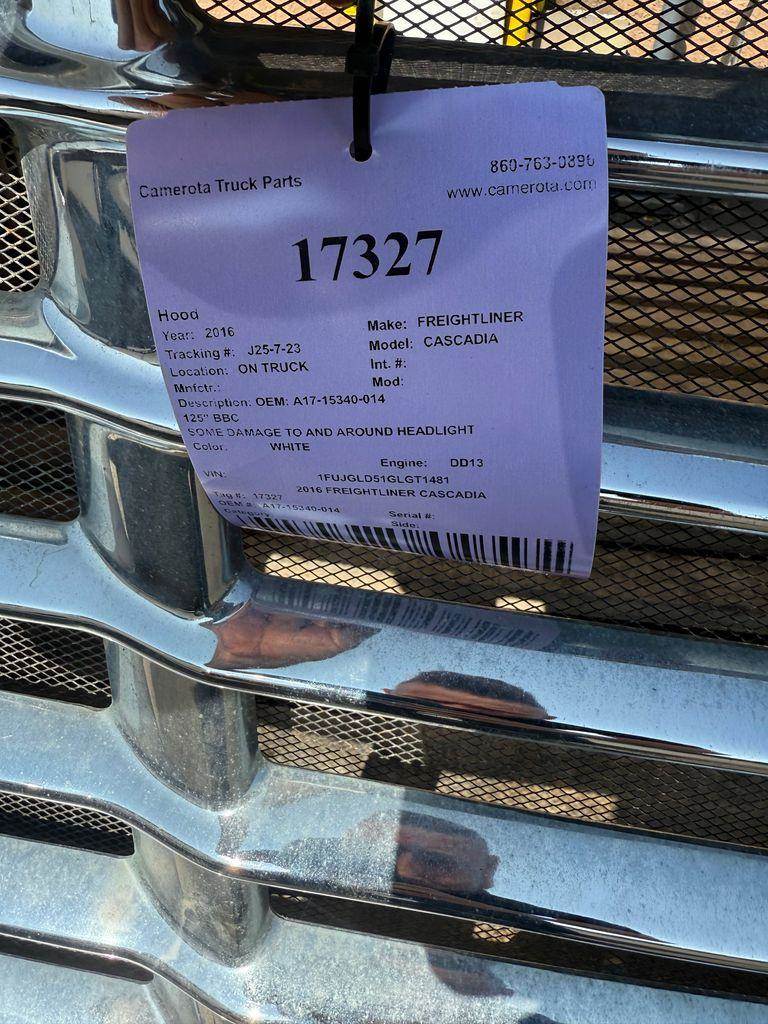 Camerota Truck Parts
860-763-0896
www.camerota.com
17327
Hood
Year: 2016 Make: FREIGHTLINER
Tracking #: J25-7-23 Model: CASCADIA
Location: ON TRUCK Int. #:
Mnfctr.: Mod:
Description: OEM: A17-15340-014
125" BBC
SOME DAMAGE TO AND AROUND HEADLIGHT
Color: WHITE
Engine: DD13
VIN: 1FUJGLD51GLGT1481
Tag #: 17327 2016 FREIGHTLINER CASCADIA
OEM #: A17-15340-014 Serial #:
Category: Side: